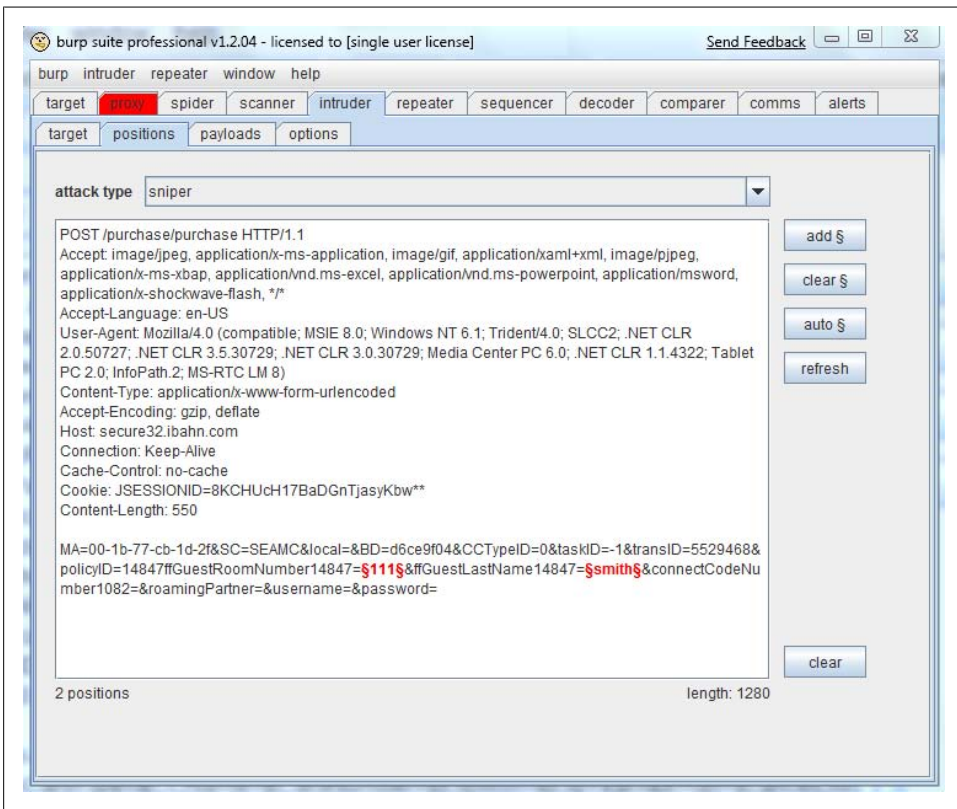 burp suite professional v1.2.04 - licensed to [single user license]
Send Feedback
burp intruder repeater window help
target proxy spider scanner intruder repeater sequencer decoder comparer comms alerts
target positions payloads options
attack type sniper
POST /purchase/purchase HTTP/1.1
Accept: image/jpeg, application/x-ms-application, image/gif, application/xaml+xml, image/pjpeg,
application/x-ms-xbap, application/vnd.ms-excel, application/vnd.ms-powerpoint, application/msword,
application/x-shockwave-flash, */*
Accept-Language: en-US
User-Agent: Mozilla/4.0 (compatible; MSIE 8.0; Windows NT 6.1; Trident/4.0; SLCC2; .NET CLR
2.0.50727; .NET CLR 3.5.30729; .NET CLR 3.0.30729; Media Center PC 6.0; .NET CLR 1.1.4322; Tablet
PC 2.0; InfoPath.2; MS-RTC LM 8)
Content-Type: application/x-www-form-urlencoded
Accept-Encoding: gzip, deflate
Host: secure32.ibahn.com
Connection: Keep-Alive
Cache-Control: no-cache
Cookie: JSESSIONID=8KCHUcH17BaDGnTjasyKbw**
Content-Length: 550
MA=00-1b-77-cb-1d-2f&SC=SEAMC&local=&BD=d6ce9f04&CCTypeID=0&taskID=-1&transID=5529468&
policyID=14847ffGuestRoomNumber14847=§111§&ffGuestLastName14847=§smith§&connectCodeNu
mber1082=&roamingPartner=&username=&password=
add §
clear §
auto §
refresh
clear
2 positions
length: 1280